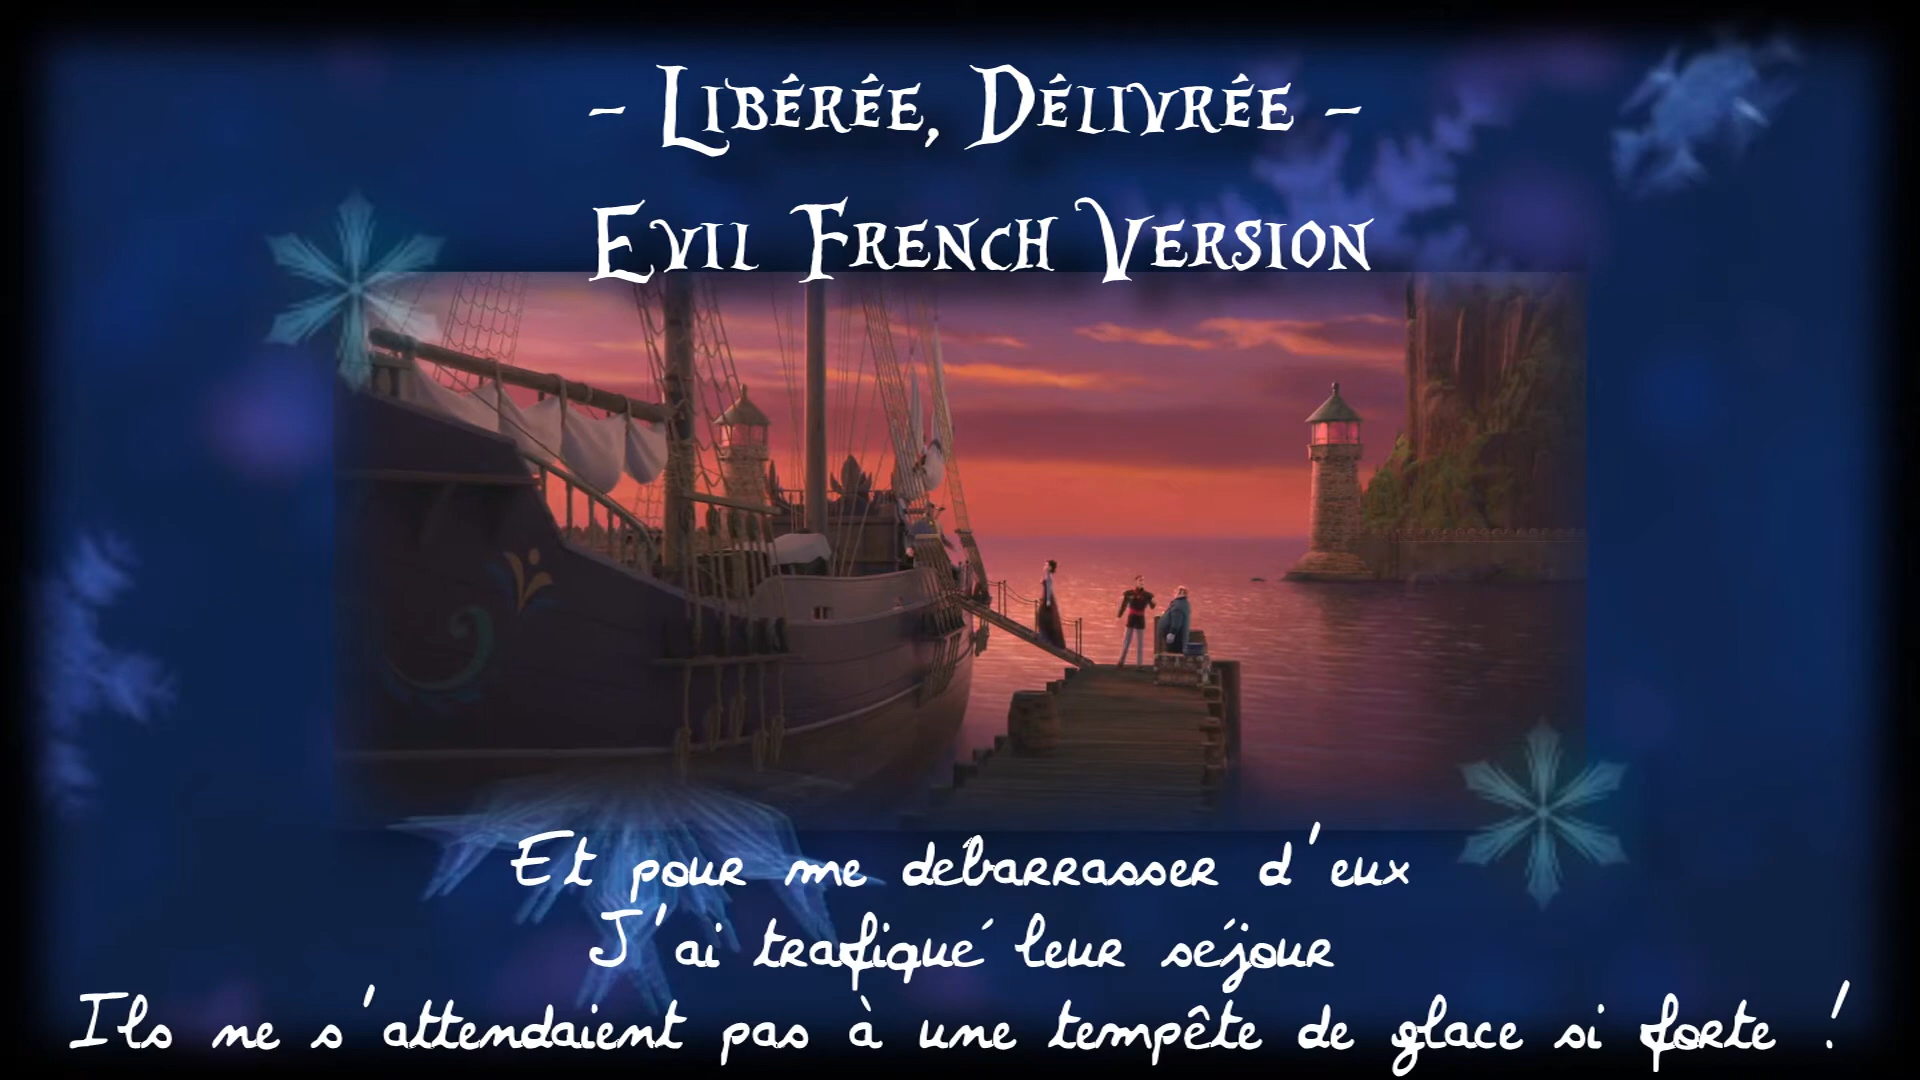 - Libérée, Délivrée -
Evil French Version
Et pour me débarrasser d'eux
J'ai trafiqué leur séjour
Ils ne s'attendaient pas à une tempête de glace si forte !